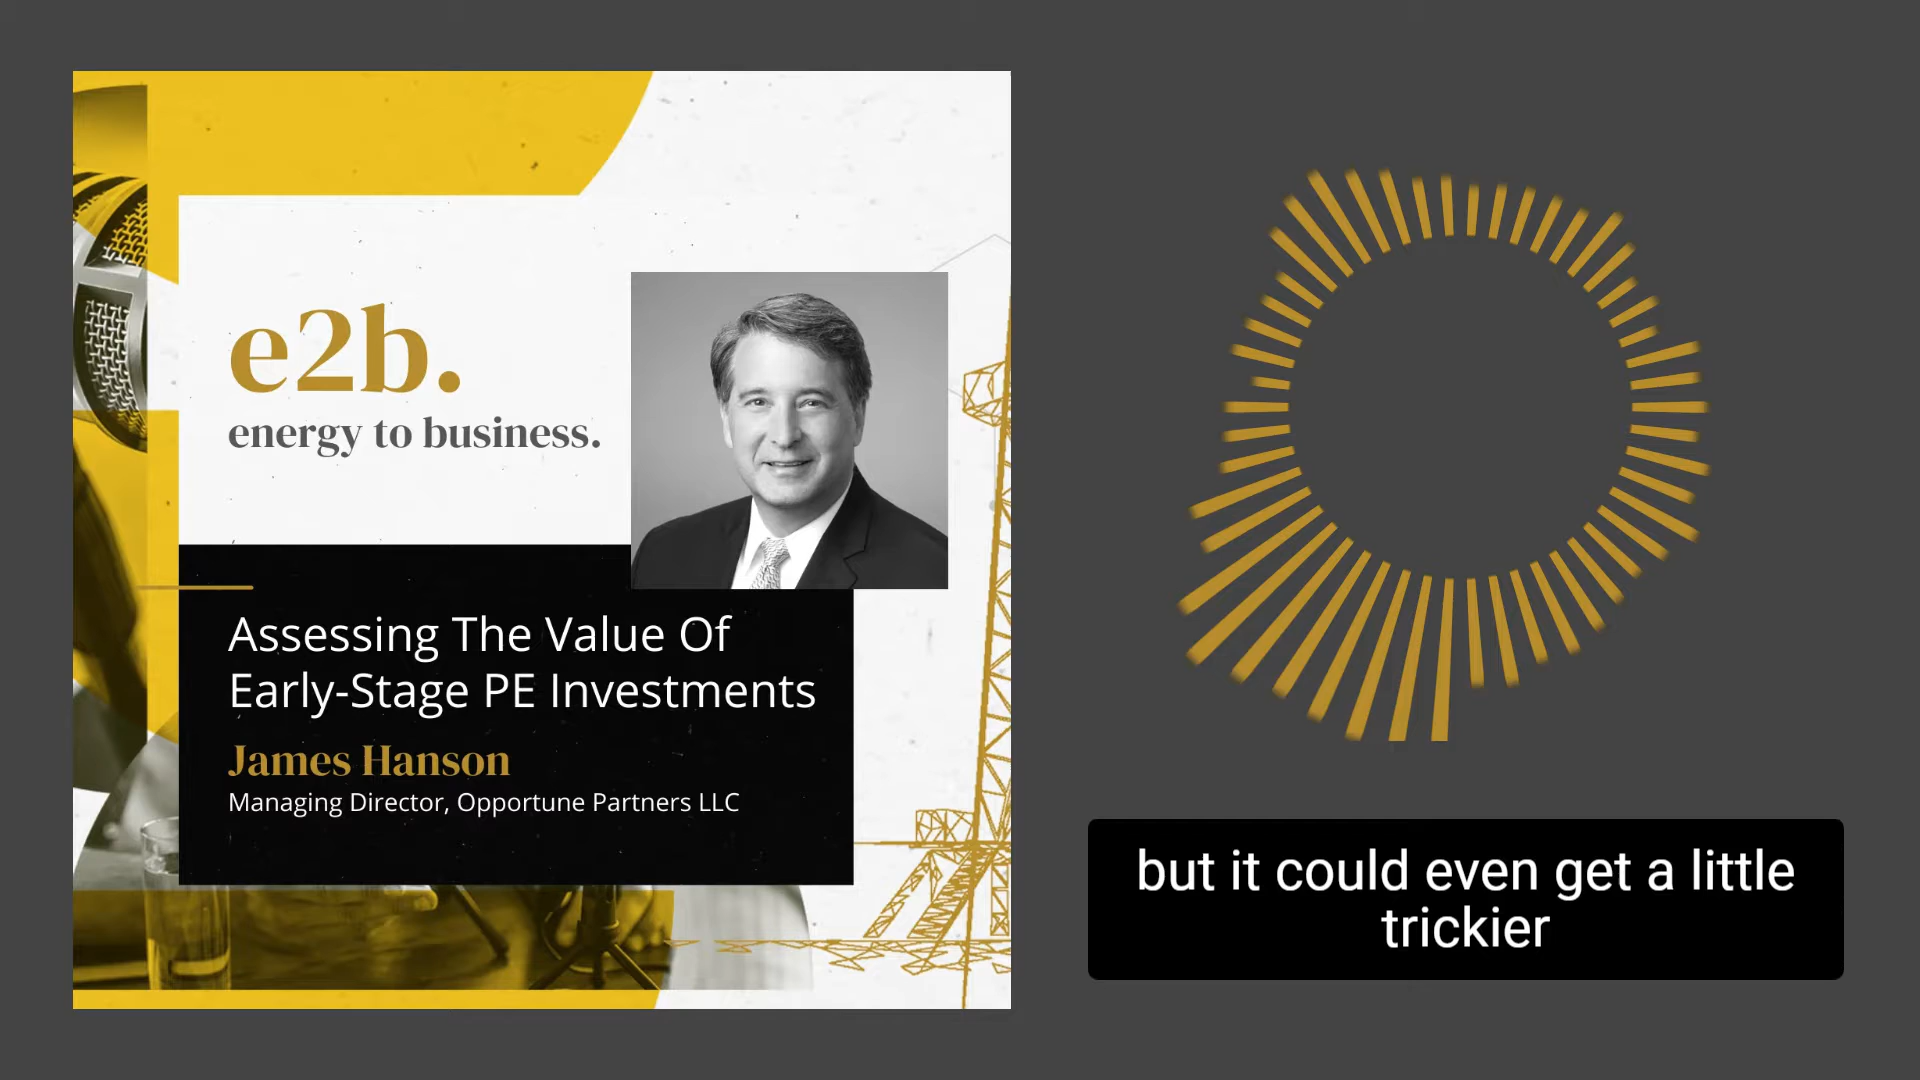 e2b.
energy to business.
Assessing The Value Of
Early-Stage PE Investments
James Hanson
Managing Director, Opportune Partners LLC
but it could even get a little
trickier